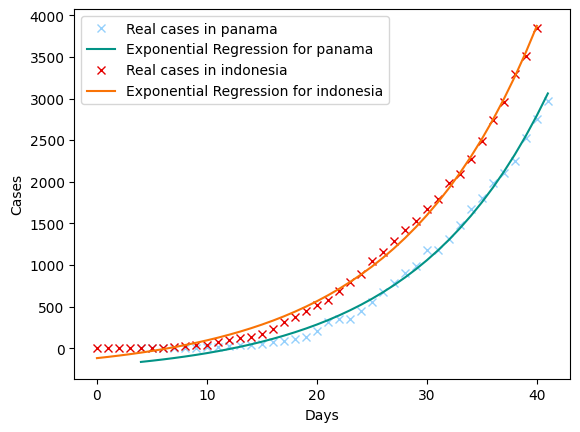 Real cases in panama
Exponential Regression for panama
Real cases in indonesia
Exponential Regression for indonesia
4000
3500
3000
2500
2000
1500
1000
500
0
Cases
0 10 20 30 40
Days